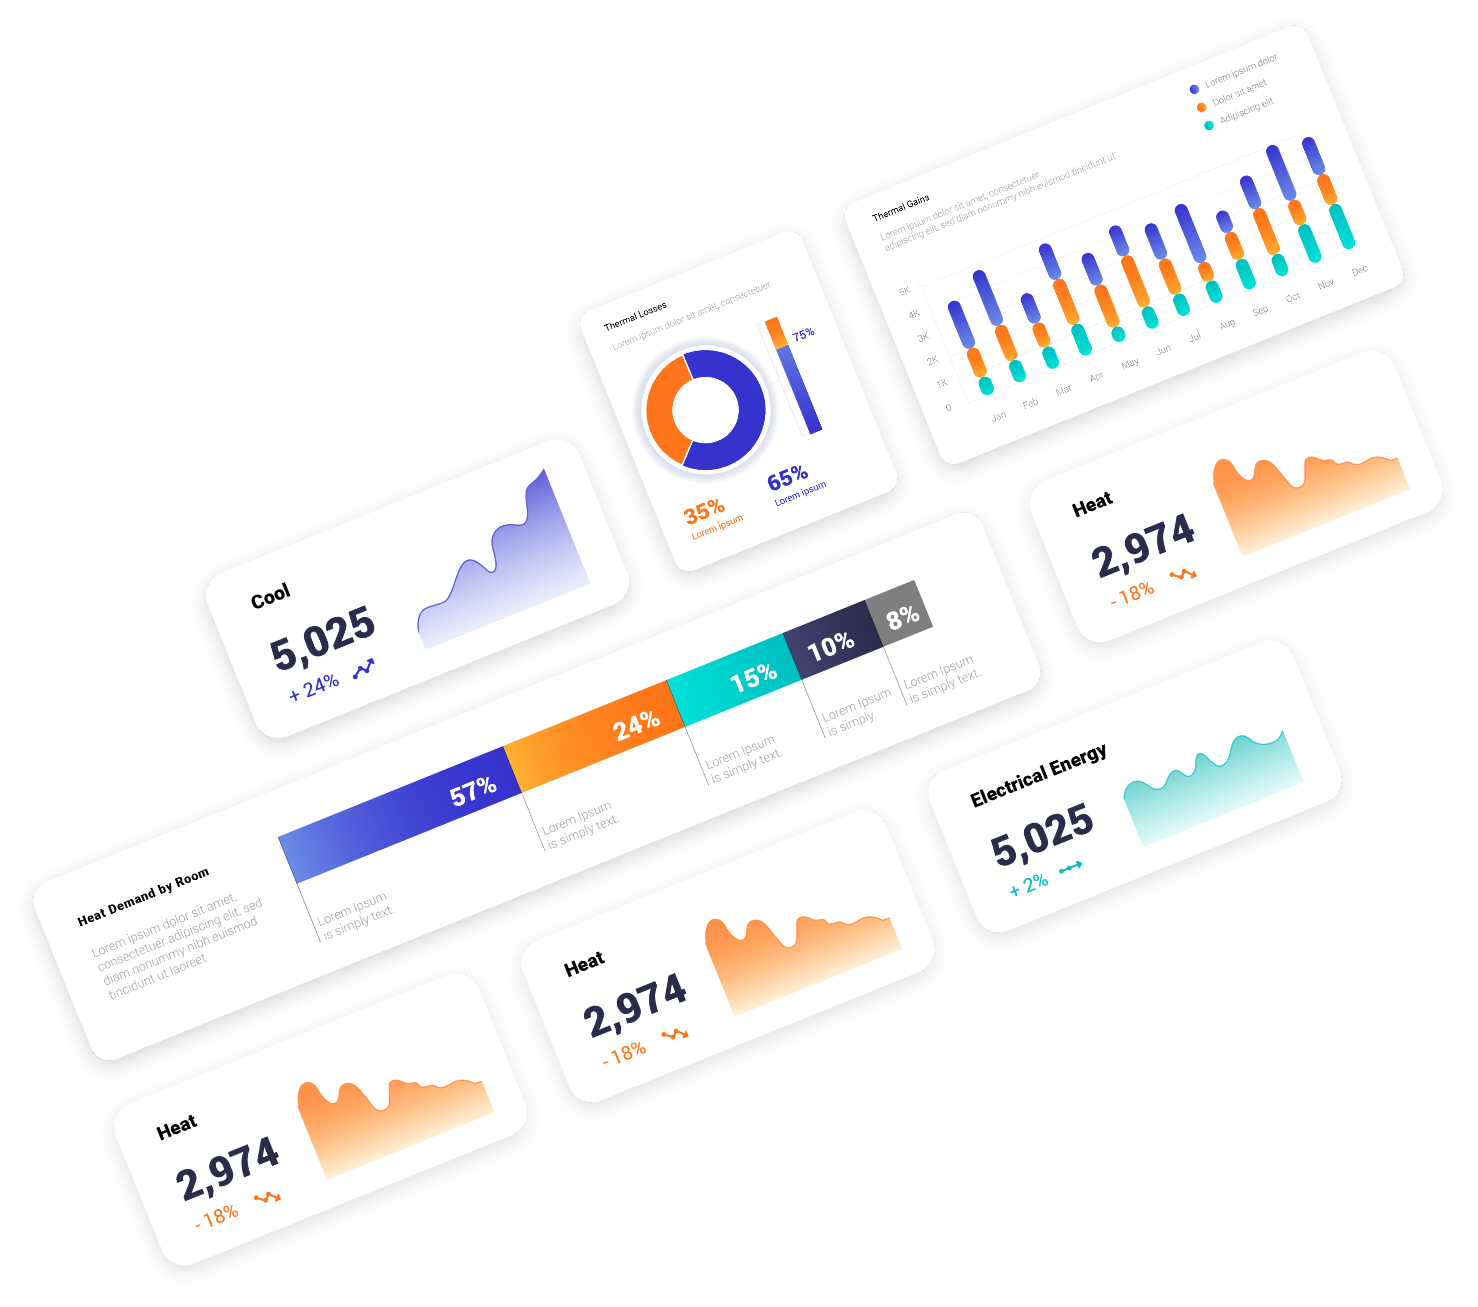 Lorem ipsum dolor
Dolor sit amet
Adipiscing elit
Thermal Gains
Lorem ipsum dolor sit amet, consectetuer
adipiscing elit, sed diam nonummy nibh euismod tincidunt ut
5K
4K
3K
2K
1K
0
Jan
Feb
Mar
Apr
May
Jun
Jul
Aug
Sep
Oct
Nov
Dec
Thermal Losses
Lorem ipsum dolor sit amet, consectetuer
75%
35%
Lorem ipsum
65%
Lorem ipsum
Cool
5,025
+ 24%
Heat
2,974
- 18%
Heat Demand by Room
Lorem ipsum dolor sit amet,
consectetuer adipiscing elit, sed
diam nonummy nibh euismod
tincidunt ut laoreet
57%
24%
15%
10%
8%
Lorem Ipsum
is simply text.
Lorem Ipsum
is simply text.
Lorem Ipsum
is simply text.
Lorem Ipsum
is simply.
Lorem Ipsum
is simply text.
Electrical Energy
5,025
+ 2%
Heat
2,974
- 18%
Heat
2,974
- 18%